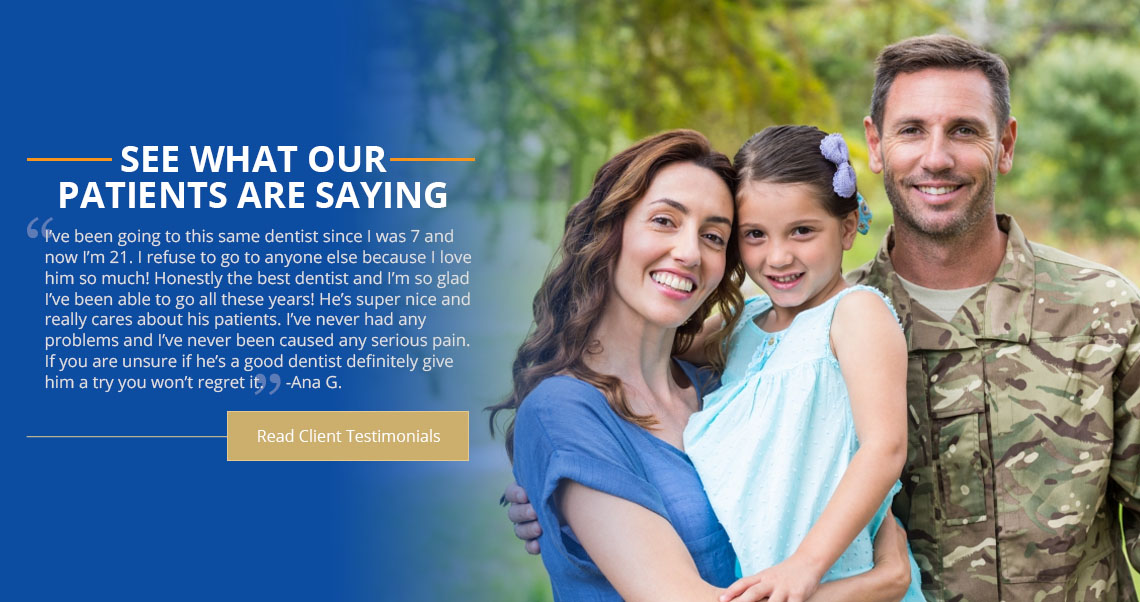 SEE WHAT OUR
PATIENTS ARE SAYING
“I’ve been going to this same dentist since I was 7 and
now I’m 21. I refuse to go to anyone else because I love
him so much! Honestly the best dentist and I’m so glad
I’ve been able to go all these years! He’s super nice and
really cares about his patients. I’ve never had any
problems and I’ve never been caused any serious pain.
If you are unsure if he’s a good dentist definitely give
him a try you won’t regret it.” -Ana G.
Read Client Testimonials